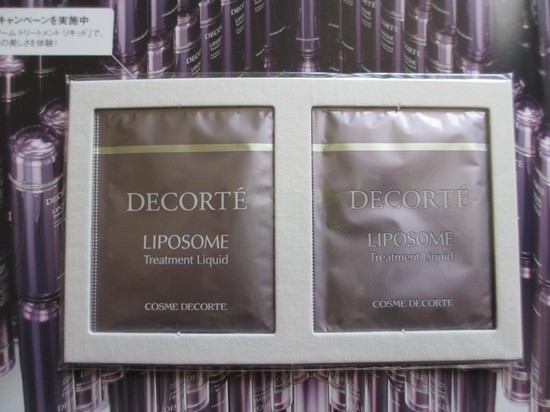 キャンペーンを実施中
ーム トリートメント リキッド」で、
の美しさを体験！
DECORTÉ
LIPOSOME
Treatment Liquid
COSME DECORTE
DECORTÉ
LIPOSOME
Treatment Liquid
COSME DECORTE